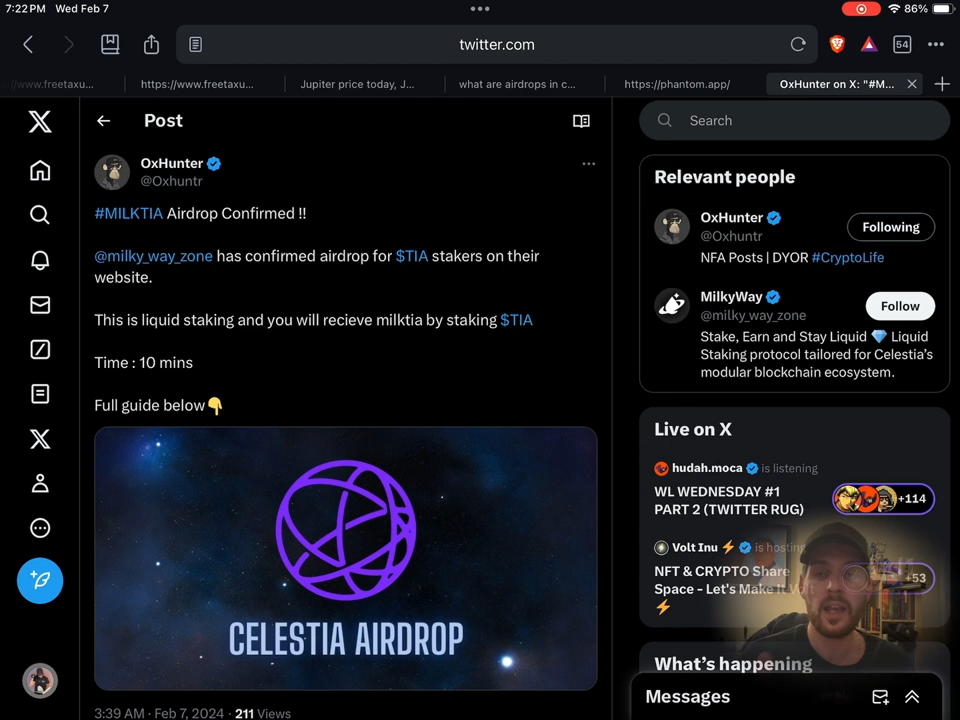 7:22 PM Wed Feb 7
86%
twitter.com
54
//www.freetaxu...
https://www.freetaxu...
Jupiter price today, J...
what are airdrops in c...
https://phantom.app/
OxHunter on X: "#M...
Post
OxHunter
@Oxhuntr
#MILKTIA Airdrop Confirmed !!
@milky_way_zone has confirmed airdrop for $TIA stakers on their
website.
This is liquid staking and you will recieve milktia by staking $TIA
Time : 10 mins
Full guide below👇
CELESTIA AIRDROP
3:39 AM · Feb 7, 2024 · 211 Views
Search
Relevant people
OxHunter
@Oxhuntr
Following
NFA Posts | DYOR #CryptoLife
MilkyWay
@milky_way_zone
Follow
Stake, Earn and Stay Liquid 💎 Liquid
Staking protocol tailored for Celestia's
modular blockchain ecosystem.
Live on X
hudah.moca is listening
WL WEDNESDAY #1
PART 2 (TWITTER RUG)
+114
Volt Inu ⚡ is hosting
NFT & CRYPTO Share
Space - Let's Make It Volt
⚡
+53
What's happening
Messages